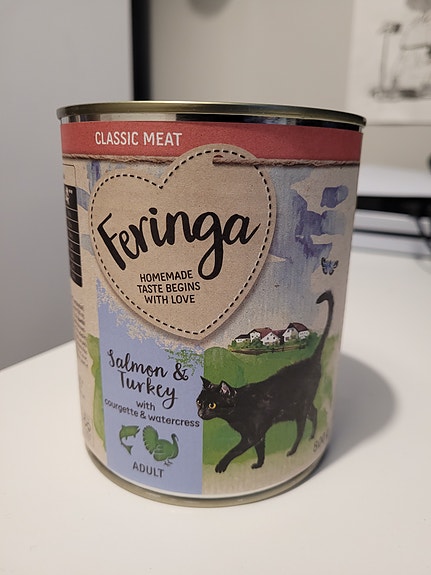 CLASSIC MEAT
Feringa
HOMEMADE
TASTE BEGINS
WITH LOVE
Salmon &
Turkey
with
courgette & watercress
ADULT